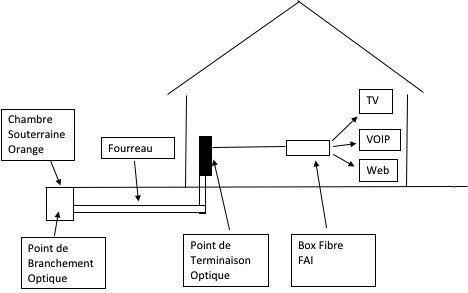 TV
Chambre
Souterraine
Orange
Fourreau
VOIP
Web
Point de
Branchement
Optique
Point de
Terminaison
Optique
Box Fibre
FAI